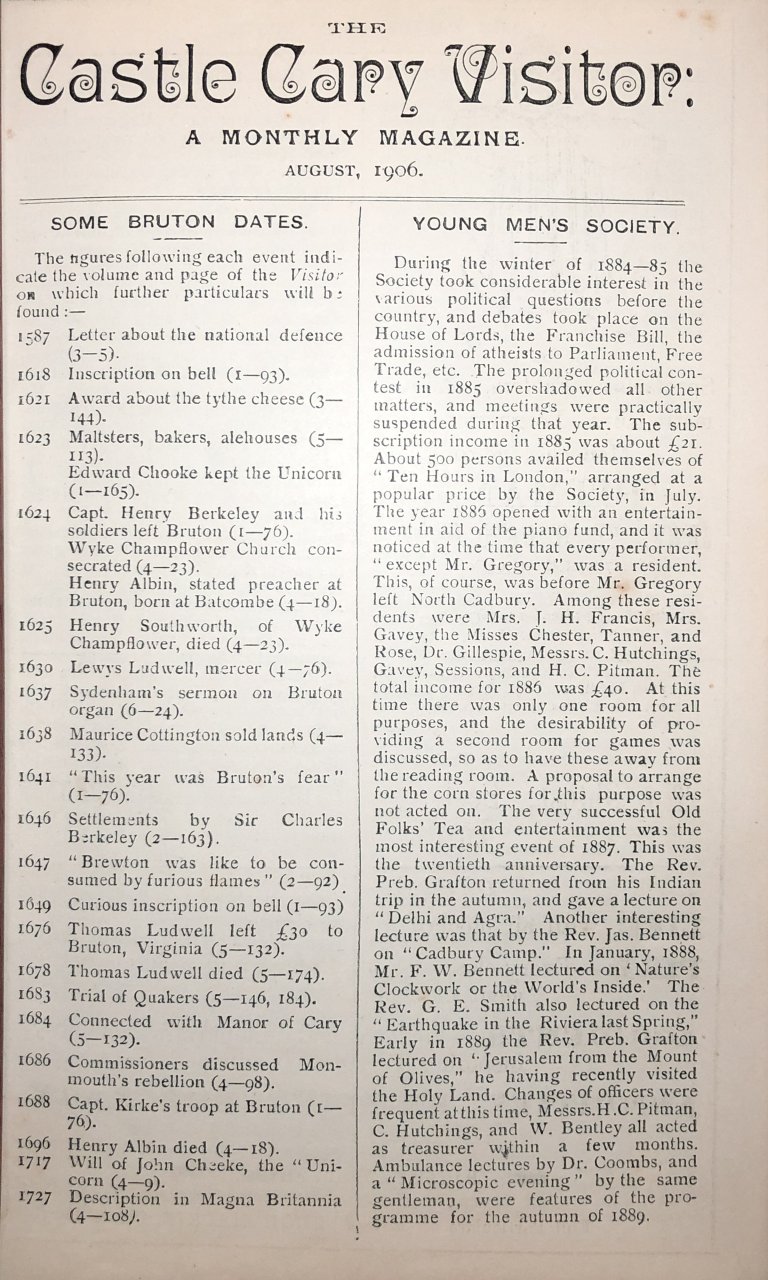 THE
Castle Cary Visitor:
A MONTHLY MAGAZINE.
AUGUST, 1906.
SOME BRUTON DATES.
The figures following each event indi-
cate the volume and page of the Visitor
on which further particulars will be
found :—
1587 Letter about the national defence
(3—5).
1618 Inscription on bell (1—93).
1621 Award about the tythe cheese (3—
144).
1623 Maltsters, bakers, alehouses (5—
113).
Edward Chooke kept the Unicorn
(1—165).
1624 Capt. Henry Berkeley and his
soldiers left Bruton (1—76).
Wyke Champflower Church con-
secrated (4—23).
Henry Albin, stated preacher at
Bruton, born at Batcombe (4—18).
1625 Henry Southworth, of Wyke
Champflower, died (4—23).
1630 Lewys Ludwell, mercer (4—76).
1637 Sydenham's sermon on Bruton
organ (6—24).
1638 Maurice Cottington sold lands (4—
133).
1641 "This year was Bruton's fear"
(1—76).
1646 Settlements by Sir Charles
Berkeley (2—163).
1647 "Brewton was like to be con-
sumed by furious flames" (2—92).
1649 Curious inscription on bell (1—93)
1676 Thomas Ludwell left £30 to
Bruton, Virginia (5—132).
1678 Thomas Ludwell died (5—174).
1683 Trial of Quakers (5—146, 184).
1684 Connected with Manor of Cary
(5—132).
1686 Commissioners discussed Mon-
mouth's rebellion (4—98).
1688 Capt. Kirke's troop at Bruton (1—
76).
1696 Henry Albin died (4—18).
1717 Will of John Cheeke, the "Uni-
corn (4—9).
1727 Description in Magna Britannia
(4—108).
YOUNG MEN'S SOCIETY.
During the winter of 1884—85 the
Society took considerable interest in the
various political questions before the
country, and debates took place on the
House of Lords, the Franchise Bill, the
admission of atheists to Parliament, Free
Trade, etc. The prolonged political con-
test in 1885 overshadowed all other
matters, and meetings were practically
suspended during that year. The sub-
scription income in 1885 was about £21.
About 500 persons availed themselves of
"Ten Hours in London," arranged at a
popular price by the Society, in July.
The year 1886 opened with an entertain-
ment in aid of the piano fund, and it was
noticed at the time that every performer,
"except Mr. Gregory," was a resident.
This, of course, was before Mr. Gregory
left North Cadbury. Among these resi-
dents were Mrs. J. H. Francis, Mrs.
Gavey, the Misses Chester, Tanner, and
Rose, Dr. Gillespie, Messrs. C. Hutchings,
Gavey, Sessions, and H. C. Pitman. The
total income for 1886 was £40. At this
time there was only one room for all
purposes, and the desirability of pro-
viding a second room for games was
discussed, so as to have these away from
the reading room. A proposal to arrange
for the corn stores for this purpose was
not acted on. The very successful Old
Folks' Tea and entertainment was the
most interesting event of 1887. This was
the twentieth anniversary. The Rev.
Preb. Grafton returned from his Indian
trip in the autumn, and gave a lecture on
"Delhi and Agra." Another interesting
lecture was that by the Rev. Jas. Bennett
on "Cadbury Camp." In January, 1888,
Mr. F. W. Bennett lectured on 'Nature's
Clockwork or the World's Inside.' The
Rev. G. E. Smith also lectured on the
"Earthquake in the Riviera last Spring,"
Early in 1889 the Rev. Preb. Grafton
lectured on "Jerusalem from the Mount
of Olives," he having recently visited
the Holy Land. Changes of officers were
frequent at this time, Messrs. H. C. Pitman,
C. Hutchings, and W. Bentley all acted
as treasurer within a few months.
Ambulance lectures by Dr. Coombs, and
a "Microscopic evening" by the same
gentleman, were features of the pro-
gramme for the autumn of 1889.